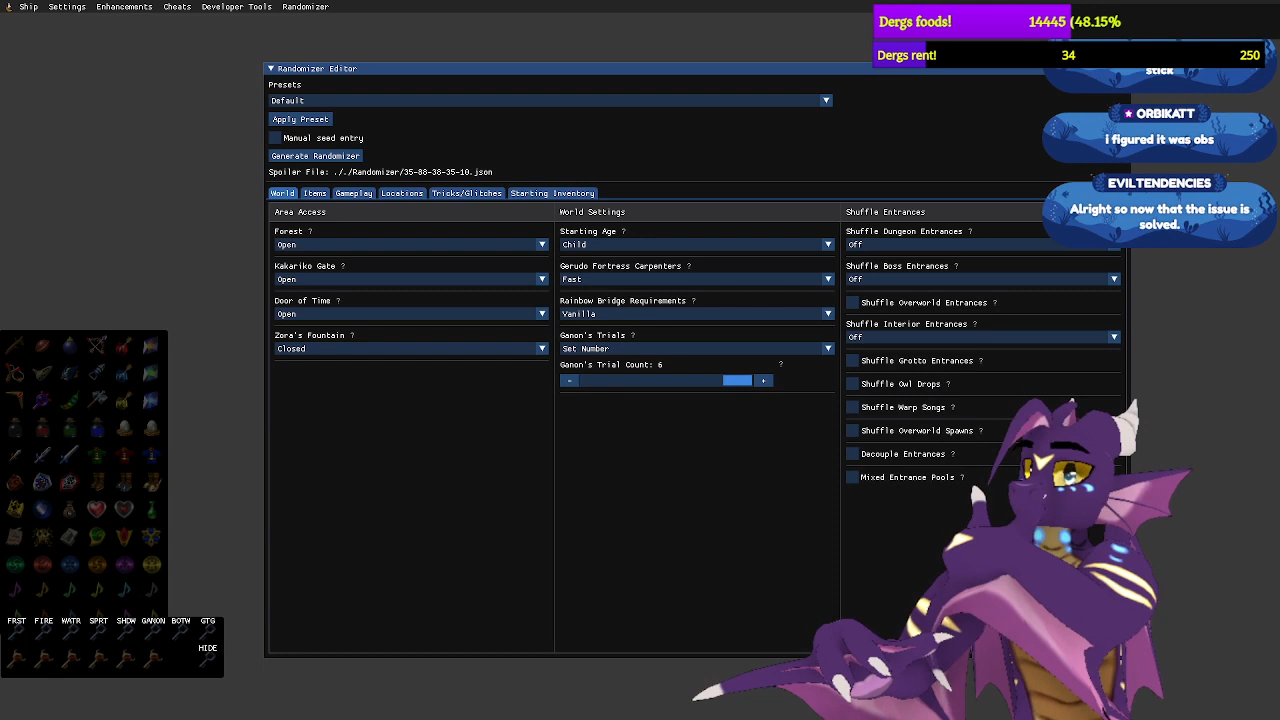 Ship Settings Enhancements Cheats Developer Tools Randomizer
Dergs foods! 14445 (48.15%
Dergs rent! 34 250
stick
ORBIKATT
i figured it was obs
EVILTENDENCIES
Alright so now that the issue is
solved.
Randomizer Editor
Presets
Default
Apply Preset
Manual seed entry
Generate Randomizer
Spoiler File: ././Randomizer/35-88-38-35-10.json
World Items Gameplay Locations Tricks/Glitches Starting Inventory
Area Access
Forest ?
Open
Kakariko Gate ?
Open
Door of Time ?
Open
Zora's Fountain ?
Closed
World Settings
Starting Age ?
Child
Gerudo Fortress Carpenters ?
Fast
Rainbow Bridge Requirements ?
Vanilla
Ganon's Trials ?
Set Number
Ganon's Trial Count: 6 ?
- +
Shuffle Entrances
Shuffle Dungeon Entrances ?
Off
Shuffle Boss Entrances ?
Off
Shuffle Overworld Entrances ?
Shuffle Interior Entrances ?
Off
Shuffle Grotto Entrances ?
Shuffle Owl Drops ?
Shuffle Warp Songs ?
Shuffle Overworld Spawns ?
Decouple Entrances ?
Mixed Entrance Pools ?
FRST FIRE WATR SPRT SHDW GANON BOTW GTG
HIDE